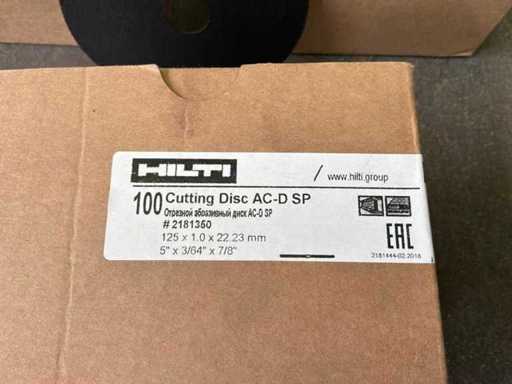 HILTI
www.hilti.group
100 Cutting Disc AC-D SP
Отрезной абразивный диск AC-D SP
# 2181350
125 x 1.0 x 22.23 mm
5" x 3/64" x 7/8"
EAC
2181444-02.2018